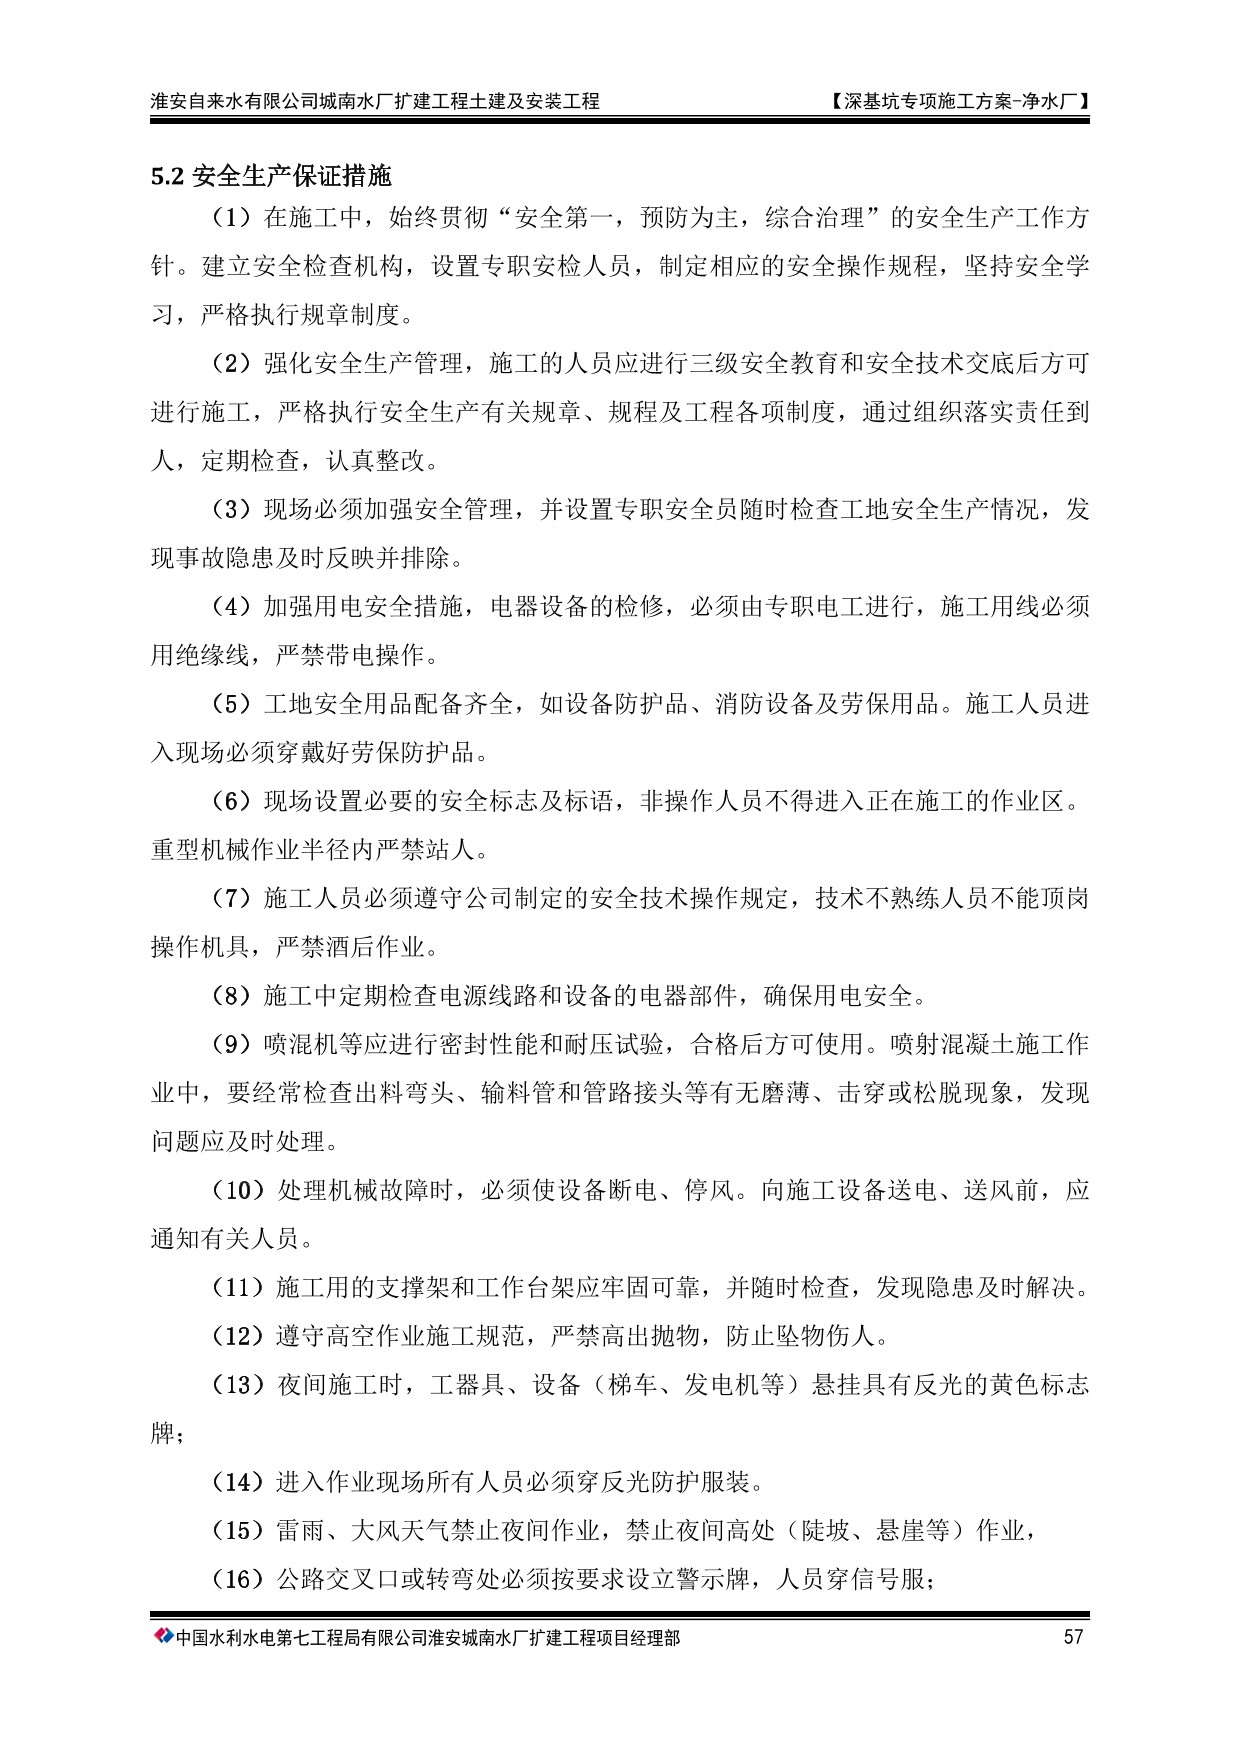 淮安自来水有限公司城南水厂扩建工程土建及安装工程 【深基坑专项施工方案-净水厂】
5.2 安全生产保证措施
（1）在施工中，始终贯彻“安全第一，预防为主，综合治理”的安全生产工作方
针。建立安全检查机构，设置专职安检人员，制定相应的安全操作规程，坚持安全学
习，严格执行规章制度。
（2）强化安全生产管理，施工的人员应进行三级安全教育和安全技术交底后方可
进行施工，严格执行安全生产有关规章、规程及工程各项制度，通过组织落实责任到
人，定期检查，认真整改。
（3）现场必须加强安全管理，并设置专职安全员随时检查工地安全生产情况，发
现事故隐患及时反映并排除。
（4）加强用电安全措施，电器设备的检修，必须由专职电工进行，施工用线必须
用绝缘线，严禁带电操作。
（5）工地安全用品配备齐全，如设备防护品、消防设备及劳保用品。施工人员进
入现场必须穿戴好劳保防护品。
（6）现场设置必要的安全标志及标语，非操作人员不得进入正在施工的作业区。
重型机械作业半径内严禁站人。
（7）施工人员必须遵守公司制定的安全技术操作规定，技术不熟练人员不能顶岗
操作机具，严禁酒后作业。
（8）施工中定期检查电源线路和设备的电器部件，确保用电安全。
（9）喷混机等应进行密封性能和耐压试验，合格后方可使用。喷射混凝土施工作
业中，要经常检查出料弯头、输料管和管路接头等有无磨薄、击穿或松脱现象，发现
问题应及时处理。
（10）处理机械故障时，必须使设备断电、停风。向施工设备送电、送风前，应
通知有关人员。
（11）施工用的支撑架和工作台架应牢固可靠，并随时检查，发现隐患及时解决。
（12）遵守高空作业施工规范，严禁高出抛物，防止坠物伤人。
（13）夜间施工时，工器具、设备（梯车、发电机等）悬挂具有反光的黄色标志
牌；
（14）进入作业现场所有人员必须穿反光防护服装。
（15）雷雨、大风天气禁止夜间作业，禁止夜间高处（陡坡、悬崖等）作业，
（16）公路交叉口或转弯处必须按要求设立警示牌，人员穿信号服；
中国水利水电第七工程局有限公司淮安城南水厂扩建工程项目经理部 57